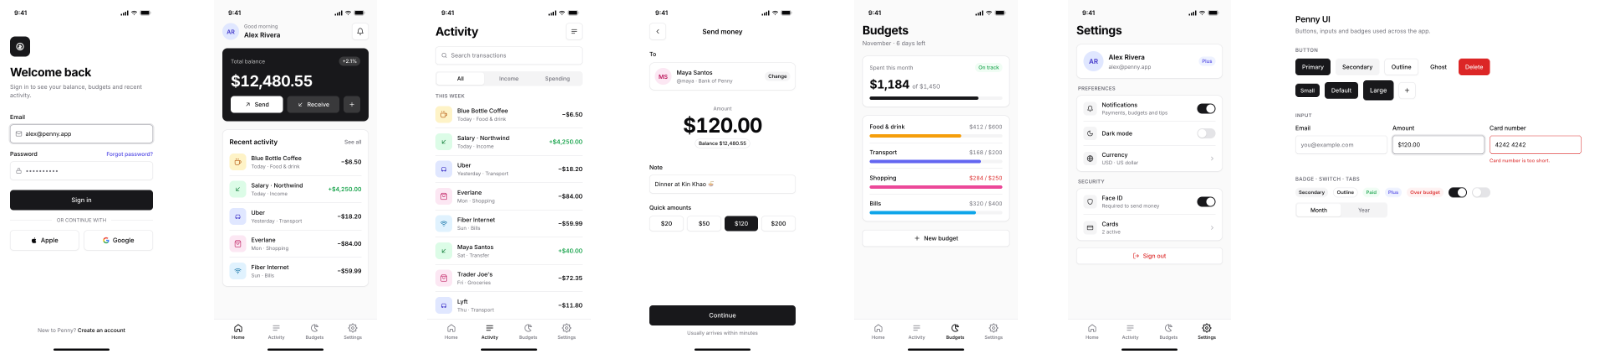 9:41
Welcome back
Sign in to see your balance, budgets and recent
activity.
Email
alex@penny.app
Password
Forgot password?
Sign in
OR CONTINUE WITH
Apple
Google
New to Penny? Create an account
9:41
AR
Good morning
Alex Rivera
Total balance
+2.1%
$12,480.55
Send
Receive
Recent activity
See all
Blue Bottle Coffee
Today · Food & drink
−$6.50
Salary · Northwind
Today · Income
+$4,250.00
Uber
Yesterday · Transport
−$18.20
Everlane
Mon · Shopping
−$84.00
Fiber Internet
Sun · Bills
−$59.99
Home
Activity
Budgets
Settings
9:41
Activity
Search transactions
All
Income
Spending
THIS WEEK
Blue Bottle Coffee
Today · Food & drink
−$6.50
Salary · Northwind
Today · Income
+$4,250.00
Uber
Yesterday · Transport
−$18.20
Everlane
Mon · Shopping
−$84.00
Fiber Internet
Sun · Bills
−$59.99
Maya Santos
Sat · Transfer
+$40.00
Trader Joe's
Fri · Groceries
−$72.35
Lyft
Thu · Transport
−$11.80
Home
Activity
Budgets
Settings
9:41
Send money
To
MS
Maya Santos
@maya · Bank of Penny
Change
Amount
$120.00
Balance $12,480.55
Note
Dinner at Kin Khao 🍜
Quick amounts
$20
$50
$120
$200
Continue
Usually arrives within minutes
9:41
Budgets
November · 6 days left
Spent this month
On track
$1,184 of $1,450
Food & drink
$412 / $600
Transport
$168 / $200
Shopping
$284 / $250
Bills
$320 / $400
+ New budget
Home
Activity
Budgets
Settings
9:41
Settings
AR
Alex Rivera
alex@penny.app
Plus
PREFERENCES
Notifications
Payments, budgets and tips
Dark mode
Currency
USD · US dollar
SECURITY
Face ID
Required to send money
Cards
2 active
Sign out
Home
Activity
Budgets
Settings
Penny UI
Buttons, inputs and badges used across the app.
BUTTON
Primary
Secondary
Outline
Ghost
Delete
Small
Default
Large
+
INPUT
Email
you@example.com
Amount
$120.00
Card number
4242 4242
Card number is too short.
BADGE · SWITCH · TABS
Secondary
Outline
Paid
Plus
Over budget
Month
Year